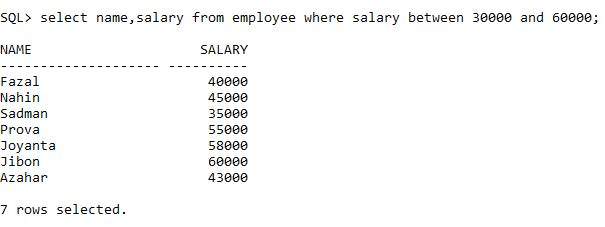 SQL> select name,salary from employee where salary between 30000 and 60000;
NAME                    SALARY
-------------------- ----------
Fazal                    40000
Nahin                    45000
Sadman                   35000
Prova                    55000
Joyanta                  58000
Jibon                    60000
Azahar                   43000
7 rows selected.